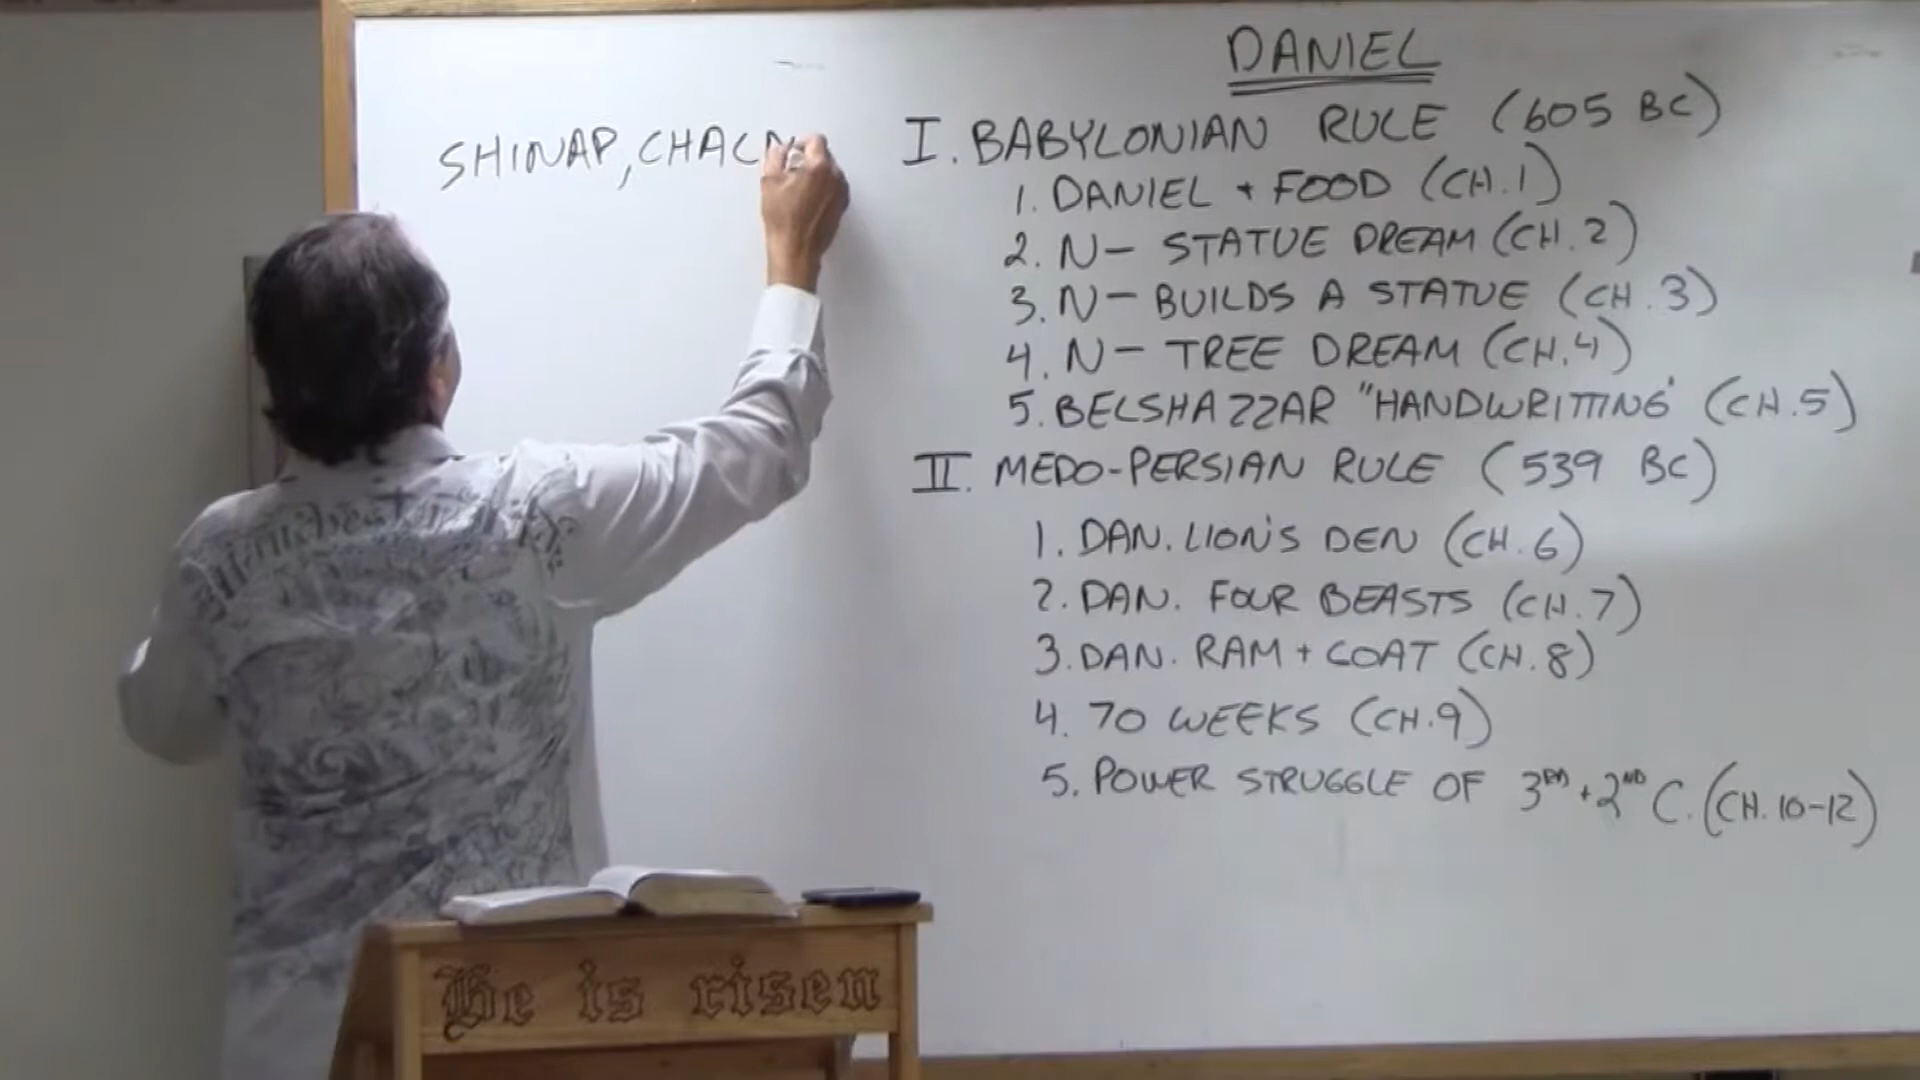 DANIEL
SHINAP, CHALN
I. BABYLONIAN RULE (605 BC)
1. DANIEL + FOOD (CH.1)
2. N- STATUE DREAM (CH.2)
3. N- BUILDS A STATUE (CH.3)
4. N- TREE DREAM (CH.4)
5. BELSHAZZAR "HANDWRITTING" (CH.5)
II. MEDO-PERSIAN RULE (539 BC)
1. DAN. LION'S DEN (CH.6)
2. DAN. FOUR BEASTS (CH.7)
3. DAN. RAM + GOAT (CH.8)
4. 70 WEEKS (CH.9)
5. POWER STRUGGLE OF 3RD + 2ND C. (CH.10-12)
He is risen